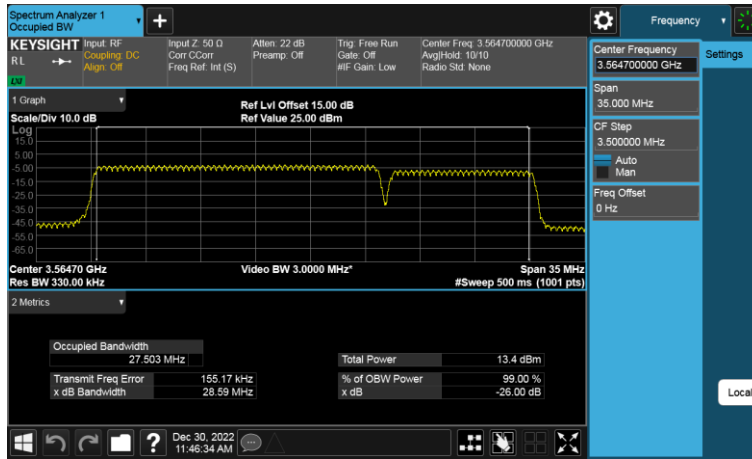 Spectrum Analyzer 1
Occupied BW
Frequency
KEYSIGHT
RL
LXI
Input: RF
Coupling: DC
Align: Off
Input Z: 50 Ω
Corr CCorr
Freq Ref: Int (S)
Atten: 22 dB
Preamp: Off
Trig: Free Run
Gate: Off
#IF Gain: Low
Center Freq: 3.564700000 GHz
Avg|Hold: 10/10
Radio Std: None
Center Frequency
3.564700000 GHz
Settings
Span
35.000 MHz
CF Step
3.500000 MHz
Auto
Man
Freq Offset
0 Hz
Local
1 Graph
Scale/Div 10.0 dB
Ref Lvl Offset 15.00 dB
Ref Value 25.00 dBm
Log
15.0
5.00
-5.00
-15.0
-25.0
-35.0
-45.0
-55.0
-65.0
Center 3.56470 GHz
Res BW 330.00 kHz
Video BW 3.0000 MHz*
Span 35 MHz
#Sweep 500 ms (1001 pts)
2 Metrics
Occupied Bandwidth
27.503 MHz
Total Power 13.4 dBm
Transmit Freq Error 155.17 kHz
% of OBW Power 99.00 %
x dB Bandwidth 28.59 MHz
x dB -26.00 dB
?
Dec 30, 2022
11:46:34 AM